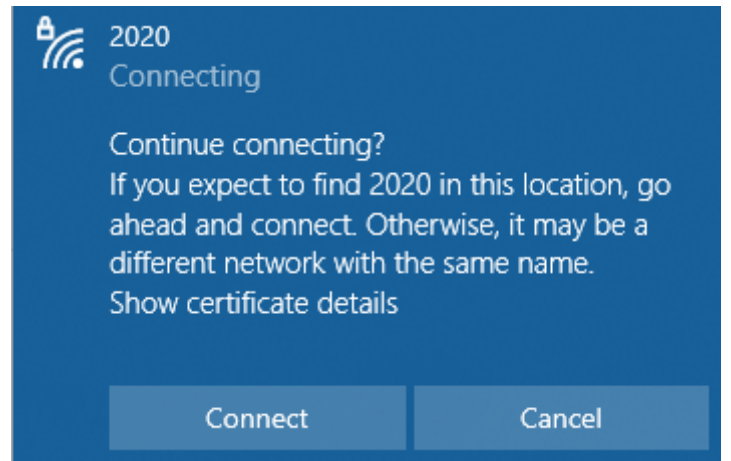 2020
Connecting
Continue connecting?
If you expect to find 2020 in this location, go
ahead and connect. Otherwise, it may be a
different network with the same name.
Show certificate details
Connect
Cancel